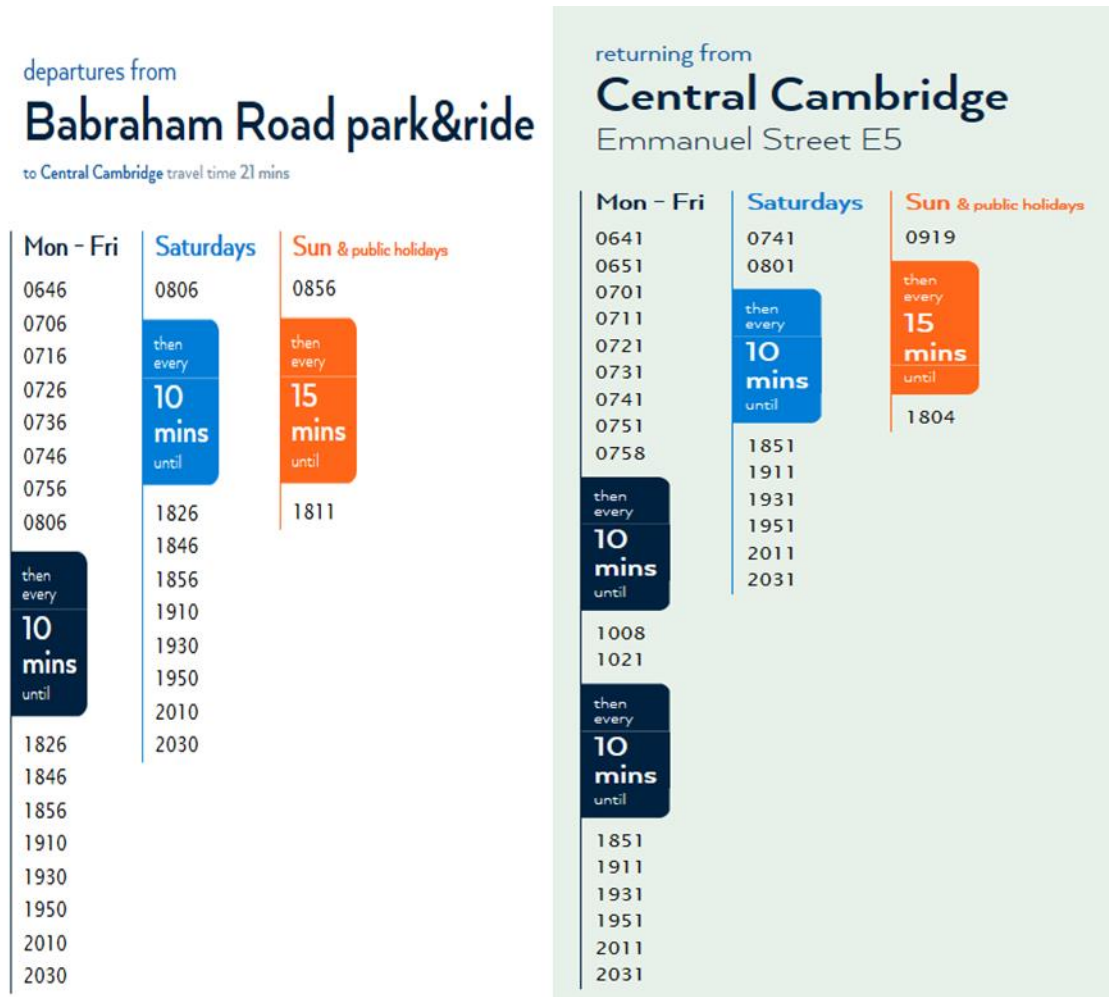 departures from
Babraham Road park&ride
to Central Cambridge travel time 21 mins
Mon - Fri
0646
0706
0716
0726
0736
0746
0756
0806
then
every
10
mins
until
1826
1846
1856
1910
1930
1950
2010
2030
Saturdays
0806
then
every
10
mins
until
1826
1846
1856
1910
1930
1950
2010
2030
Sun & public holidays
0856
then
every
15
mins
until
1811
returning from
Central Cambridge
Emmanuel Street E5
Mon - Fri
0641
0651
0701
0711
0721
0731
0741
0751
0758
then
every
10
mins
until
1008
1021
then
every
10
mins
until
1851
1911
1931
1951
2011
2031
Saturdays
0741
0801
then
every
10
mins
until
1851
1911
1931
1951
2011
2031
Sun & public holidays
0919
then
every
15
mins
until
1804